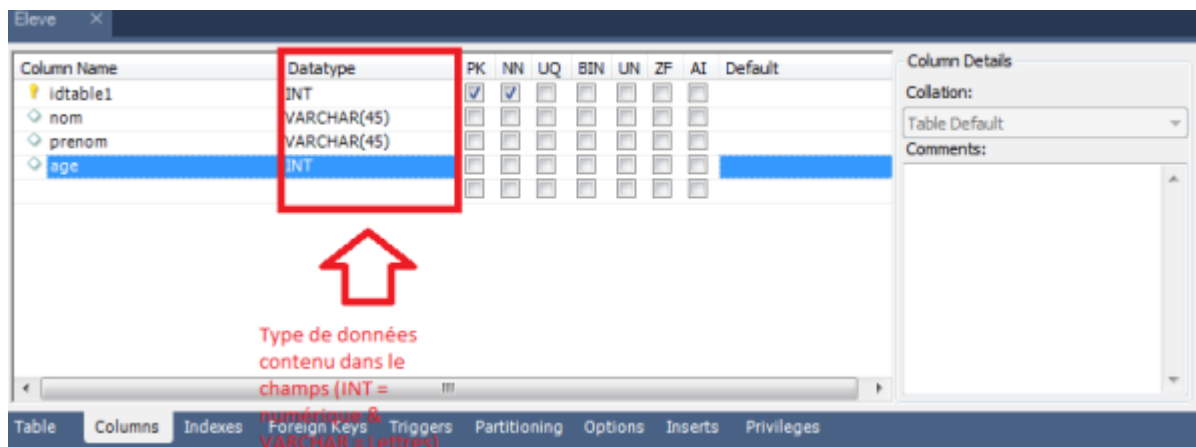 Eleve ×
Column Name Datatype PK NN UQ BIN UN ZF AI Default
idtable1 INT
nom VARCHAR(45)
prenom VARCHAR(45)
age INT
Column Details
Collation:
Table Default
Comments:
Type de données
contenu dans le
champs (INT =
numérique &
VARCHAR = Lettres)
Table Columns Indexes Foreign Keys Triggers Partitioning Options Inserts Privileges